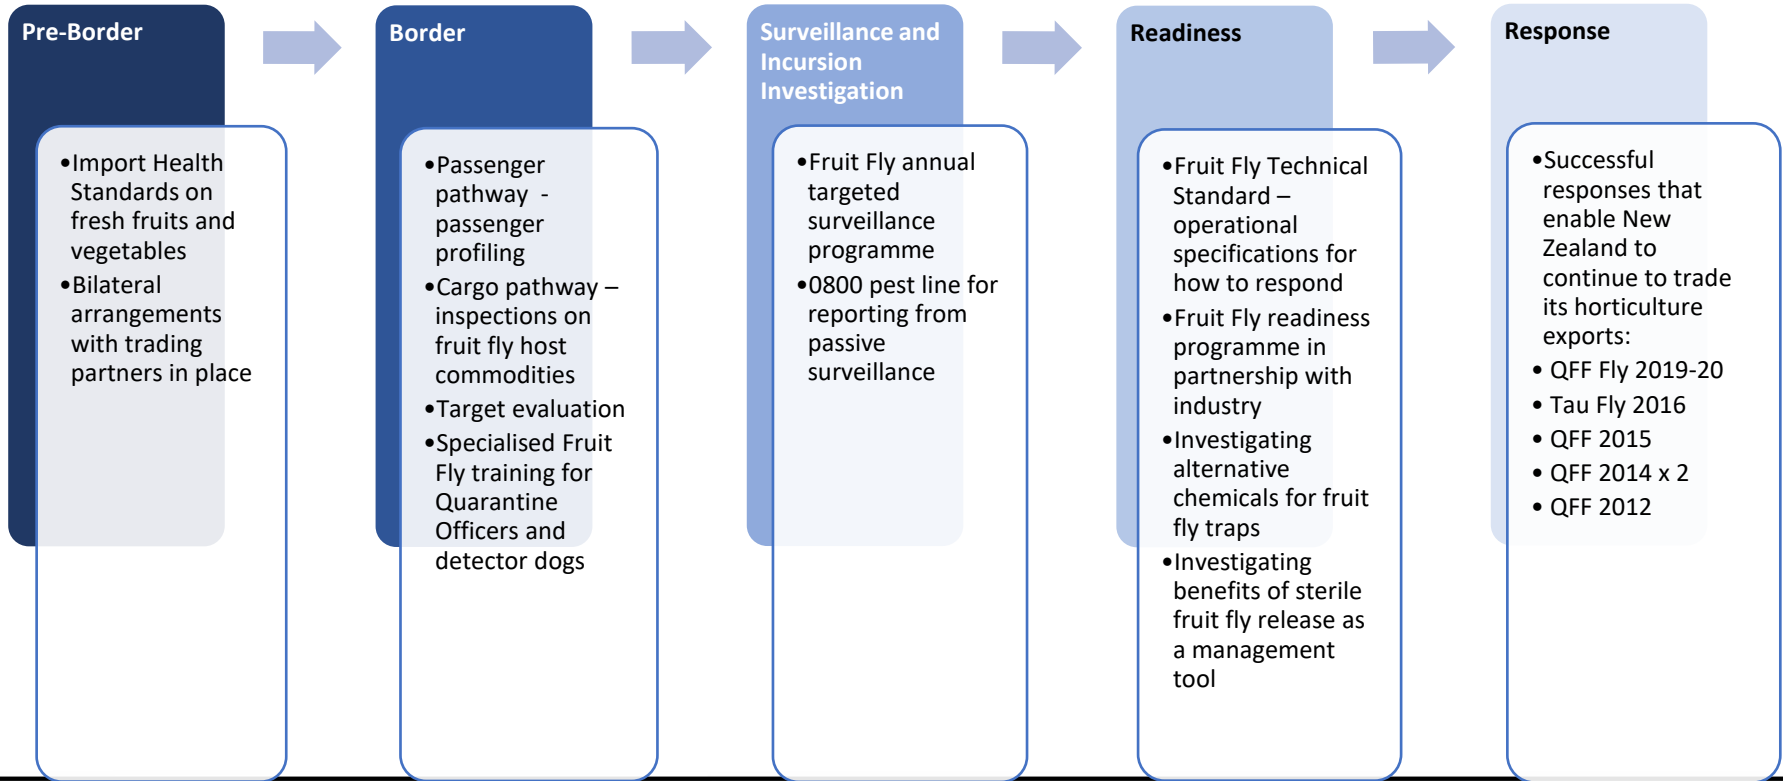 Pre-Border
•Import Health
Standards on
fresh fruits and
vegetables
•Bilateral
arrangements
with trading
partners in place
Border
•Passenger
pathway -
passenger
profiling
•Cargo pathway –
inspections on
fruit fly host
commodities
•Target evaluation
•Specialised Fruit
Fly training for
Quarantine
Officers and
detector dogs
Surveillance and
Incursion
Investigation
•Fruit Fly annual
targeted
surveillance
programme
•0800 pest line for
reporting from
passive
surveillance
Readiness
•Fruit Fly Technical
Standard –
operational
specifications for
how to respond
•Fruit Fly readiness
programme in
partnership with
industry
•Investigating
alternative
chemicals for fruit
fly traps
•Investigating
benefits of sterile
fruit fly release as
a management
tool
Response
•Successful
responses that
enable New
Zealand to
continue to trade
its horticulture
exports:
• QFF Fly 2019-20
• Tau Fly 2016
• QFF 2015
• QFF 2014 x 2
• QFF 2012